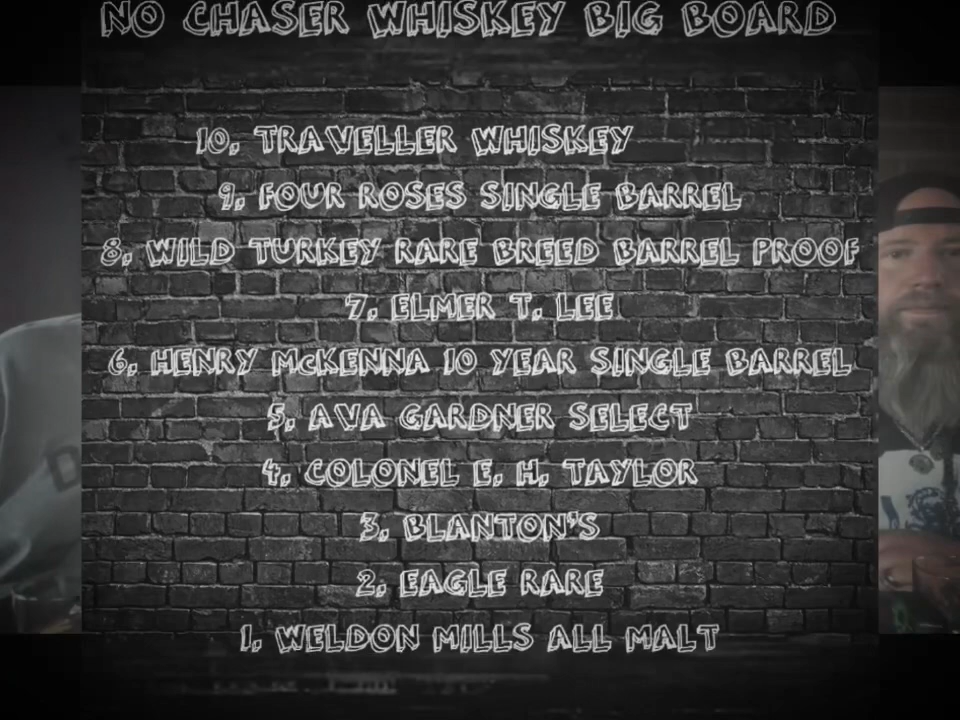 NO CHASER WHISKEY BIG BOARD
10. TRAVELLER WHISKEY
9. FOUR ROSES SINGLE BARREL
8. WILD TURKEY RARE BREED BARREL PROOF
7. ELMER T. LEE
6. HENRY McKENNA 10 YEAR SINGLE BARREL
5. AVA GARDNER SELECT
4. COLONEL E. H. TAYLOR
3. BLANTON'S
2. EAGLE RARE
1. WELDON MILLS ALL MALT